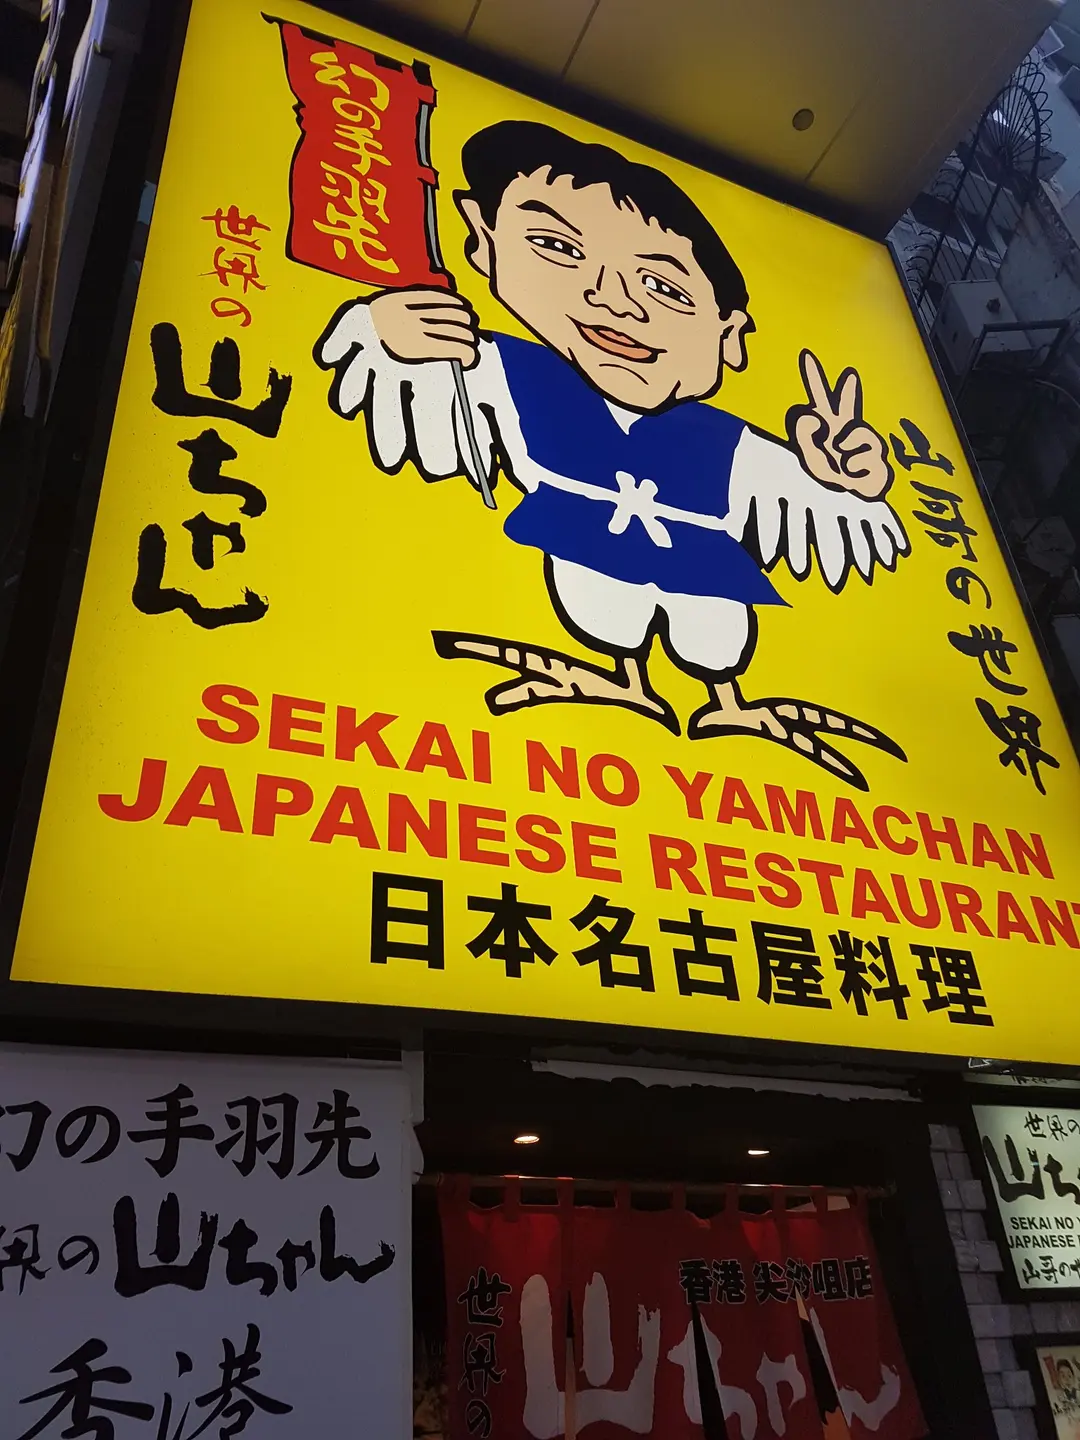 幻の手羽先
世界の
山ちゃん
山哥の世界
SEKAI NO YAMACHAN
JAPANESE RESTAURANT
日本名古屋料理
幻の手羽先
界の山ちゃん
香港
世界の
山ちゃん
香港 尖沙咀店
世界の
山ちゃ
SEKAI NO
JAPANESE
山哥の世